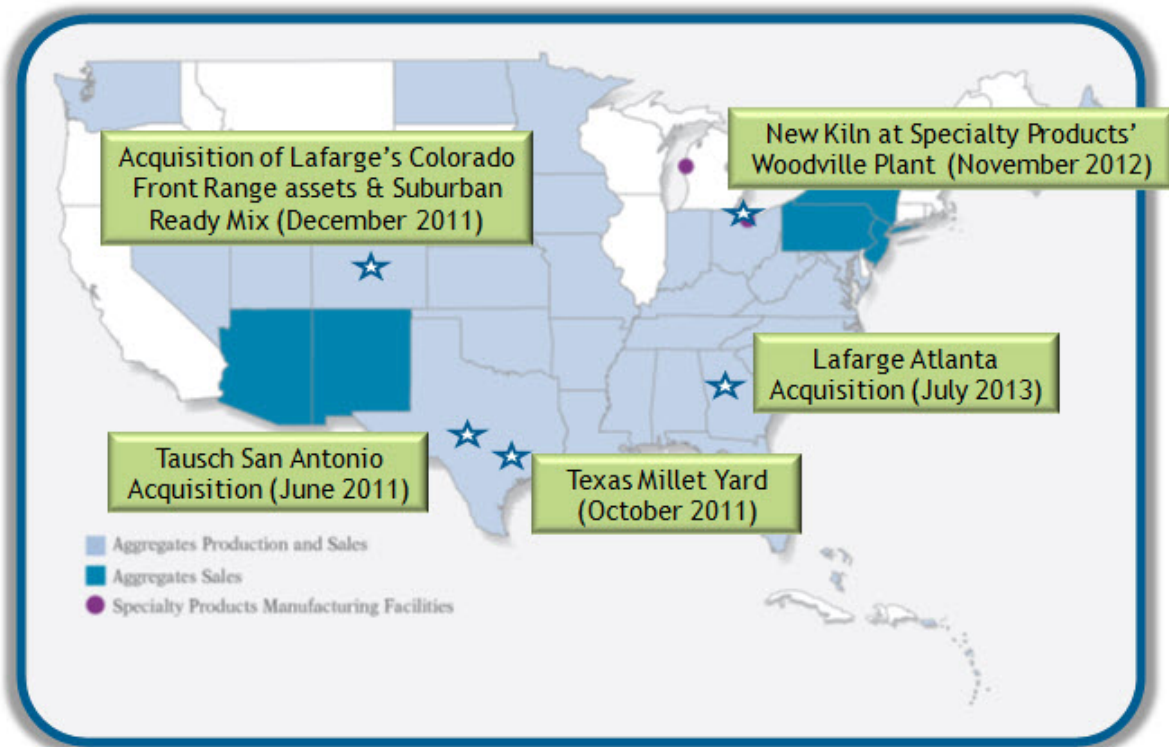 Acquisition of Lafarge's Colorado
Front Range assets & Suburban
Ready Mix (December 2011)
New Kiln at Specialty Products'
Woodville Plant (November 2012)
Lafarge Atlanta
Acquisition (July 2013)
Tausch San Antonio
Acquisition (June 2011)
Texas Millet Yard
(October 2011)
Aggregates Production and Sales
Aggregates Sales
Specialty Products Manufacturing Facilities